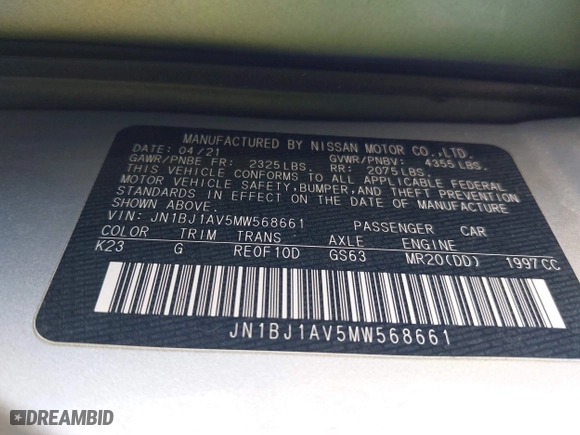 MANUFACTURED BY NISSAN MOTOR CO.,LTD.
DATE: 04/21 GVWR/PNBV: 4355LBS.
GAWR/PNBE FR: 2325LBS. RR: 2075LBS.
THIS VEHICLE CONFORMS TO ALL APPLICABLE FEDERAL
MOTOR VEHICLE SAFETY,BUMPER,AND THEFT PREVENTION
STANDARDS IN EFFECT ON THE DATE OF MANUFACTURE
SHOWN ABOVE.
VIN: JN1BJ1AV5MW568661 PASSENGER CAR
COLOR TRIM TRANS AXLE ENGINE
K23 G RE0F10D GS63 MR20(DD) 1997CC
JN1BJ1AV5MW568661
DREAMBID